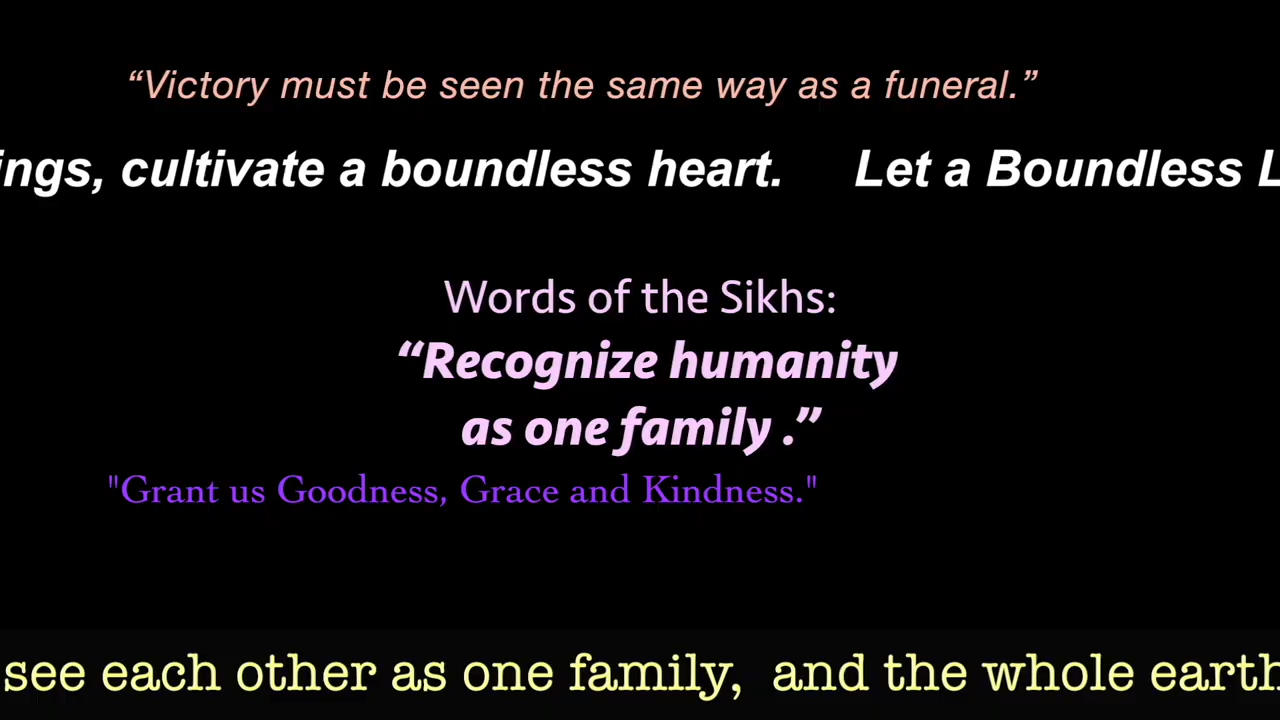 “Victory must be seen the same way as a funeral.”
ings, cultivate a boundless heart. Let a Boundless L
Words of the Sikhs:
“Recognize humanity
as one family .”
"Grant us Goodness, Grace and Kindness."
see each other as one family, and the whole earth